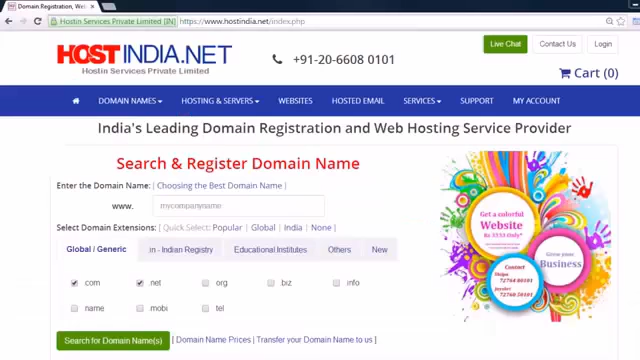 Domain Registration, Web
Hostin Services Private Limited [IN]
https://www.hostindia.net/index.php
HOSTINDIA.NET
Hostin Services Private Limited
+91-20-6608 0101
Live Chat
Contact Us
Login
Cart (0)
DOMAIN NAMES
HOSTING & SERVERS
WEBSITES
HOSTED EMAIL
SERVICES
SUPPORT
MY ACCOUNT
India's Leading Domain Registration and Web Hosting Service Provider
Search & Register Domain Name
Enter the Domain Name: | Choosing the Best Domain Name |
www. mycompanyname
Select Domain Extensions: | Quick Select: Popular | Global | India | None |
Global / Generic
in - Indian Registry
Educational Institutes
Others
New
com
.net
org
.biz
info
name
mobi
tel
Search for Domain Name(s)
| Domain Name Prices | Transfer your Domain Name to us |
Get a colorful
Website
Rs 3333 Only*
Grow your
Business
Contact